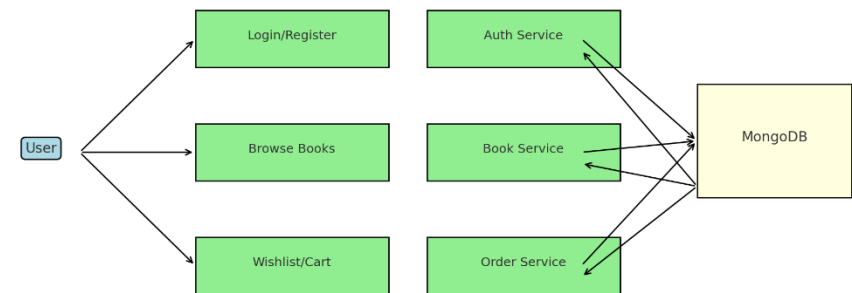 Login/Register
Auth Service
MongoDB
User
Browse Books
Book Service
Wishlist/Cart
Order Service